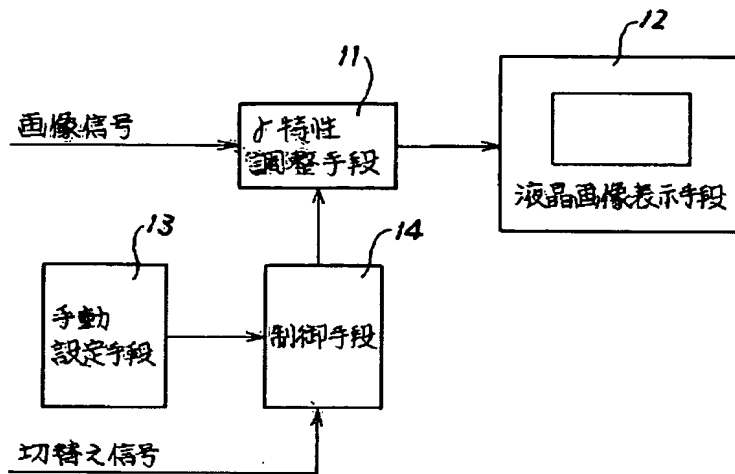 12
11
画像信号
γ特性
調整手段
液晶画像表示手段
13
14
手動
設定手段
制御手段
切替え信号